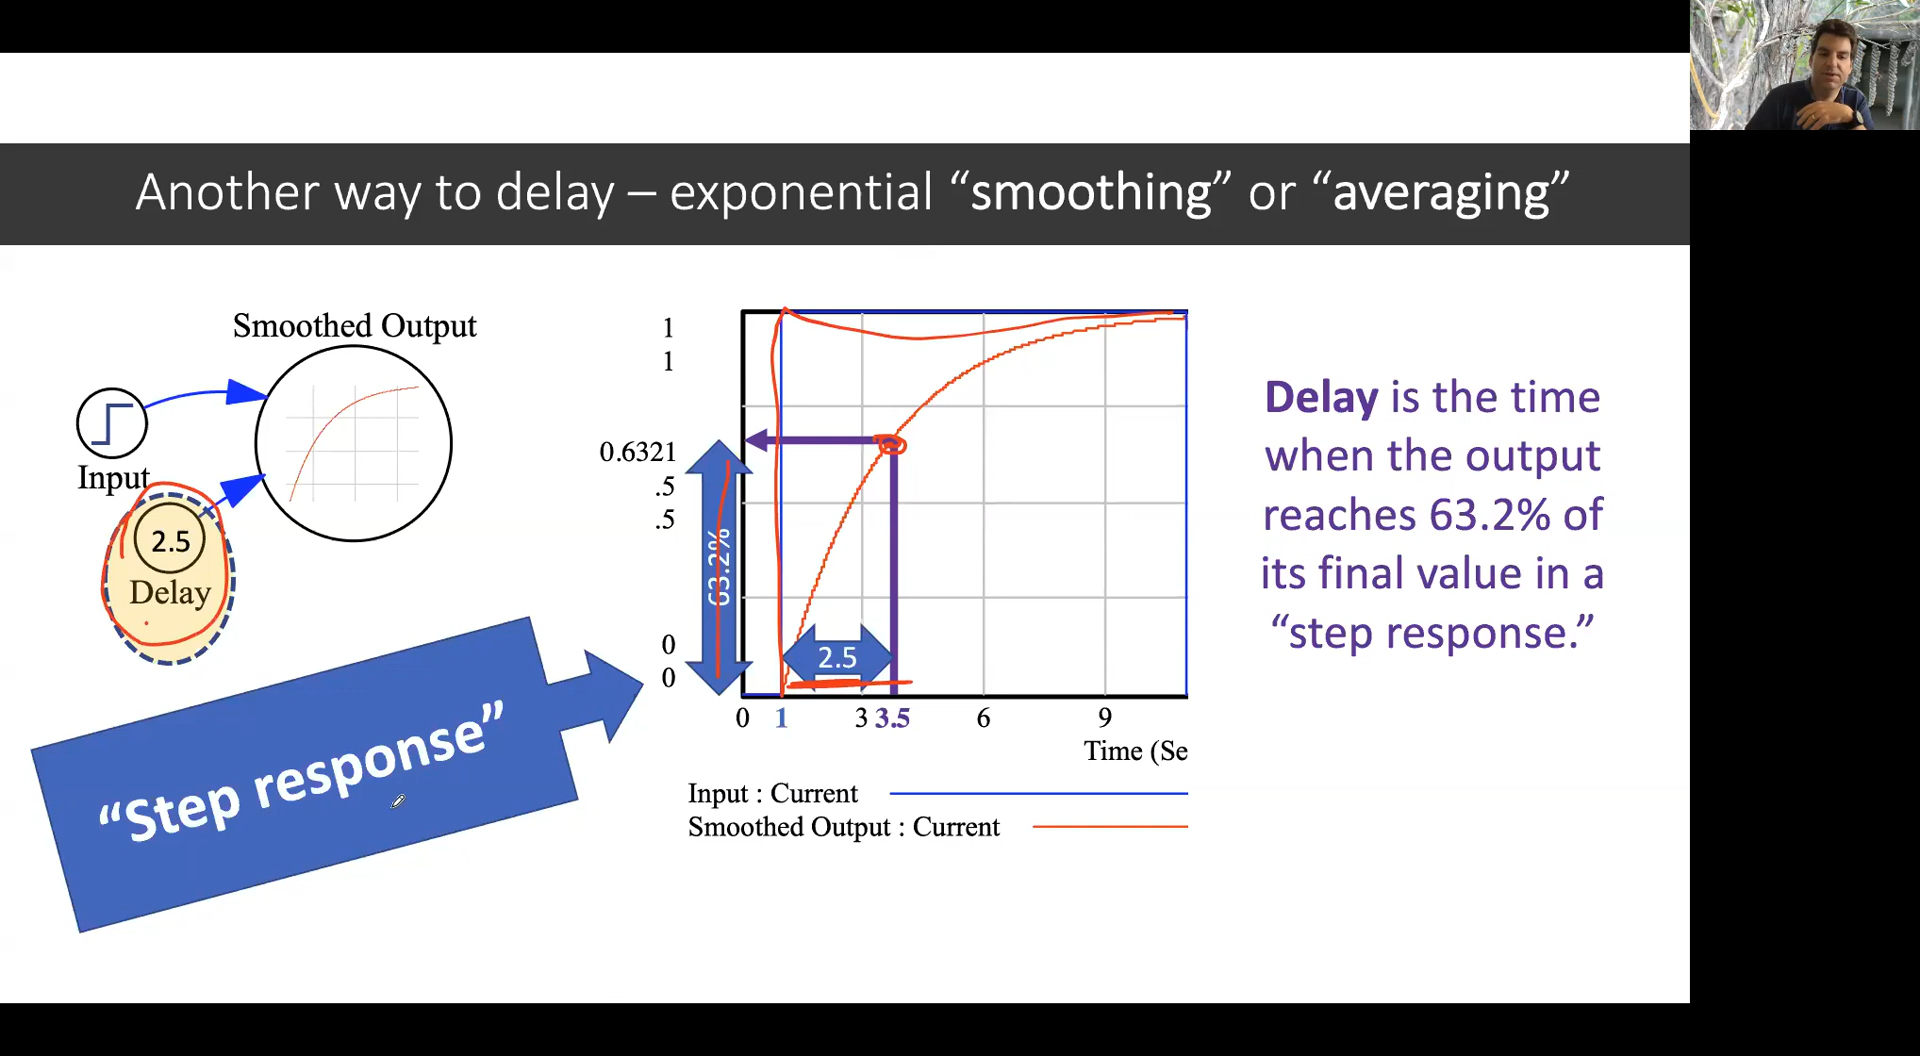 Another way to delay – exponential “smoothing” or “averaging”
Smoothed Output
Input
2.5
Delay
“Step response”
1
1
0.6321
.5
.5
0
0
63.2%
2.5
0 1 3 3.5 6 9
Time (Se
Input : Current
Smoothed Output : Current
Delay is the time
when the output
reaches 63.2% of
its final value in a
“step response.”